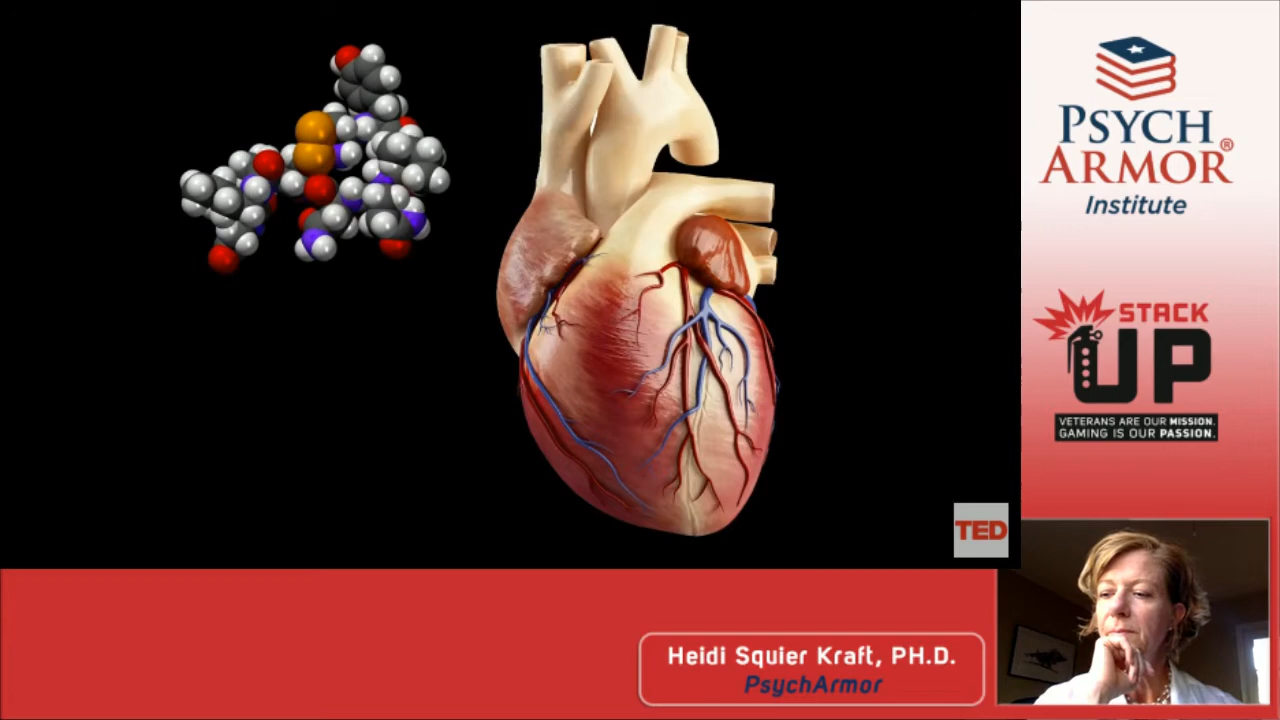 PSYCH
ARMOR®
Institute
STACK
UP
VETERANS ARE OUR MISSION.
GAMING IS OUR PASSION.
TED
Heidi Squier Kraft, PH.D.
PsychArmor